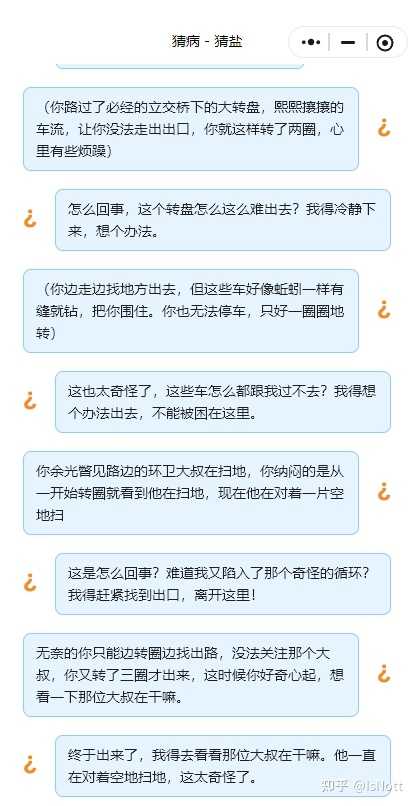 猜病 - 猜盐
（你路过了必经的立交桥下的大转盘，熙熙攘攘的
车流，让你没法走出出口，你就这样转了两圈，心
里有些烦躁）
怎么回事，这个转盘怎么这么难出去？我得冷静下
来，想个办法。
（你边走边找地方出去，但这些车好像蚯蚓一样有
缝就钻，把你围住。你也无法停车，只好一圈圈地
转）
这也太奇怪了，这些车怎么都跟我过不去？我得想
个办法出去，不能被困在这里。
你余光瞥见路边的环卫大叔在扫地，你纳闷的是从
一开始转圈就看到他在扫地，现在他在对着一片空
地扫
这是怎么回事？难道我又陷入了那个奇怪的循环？
我得赶紧找到出口，离开这里！
无奈的你只能边转圈边找出路，没法关注那个大
叔，你又转了三圈才出来，这时候你好奇心起，想
看一下那位大叔在干嘛。
终于出来了，我得去看看那位大叔在干嘛。他一直
在对着空地扫地，这太奇怪了。
知乎 @IsNott